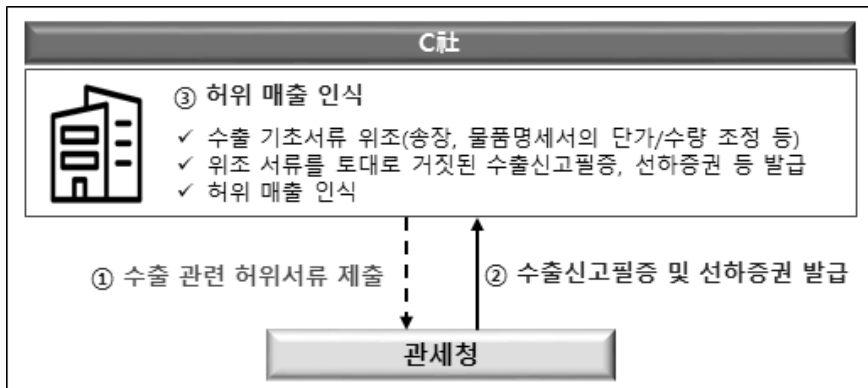 C社
③ 허위 매출 인식
✓ 수출 기초서류 위조(송장, 물품명세서의 단가/수량 조정 등)
✓ 위조 서류를 토대로 거짓된 수출신고필증, 선하증권 등 발급
✓ 허위 매출 인식
① 수출 관련 허위서류 제출
② 수출신고필증 및 선하증권 발급
관세청